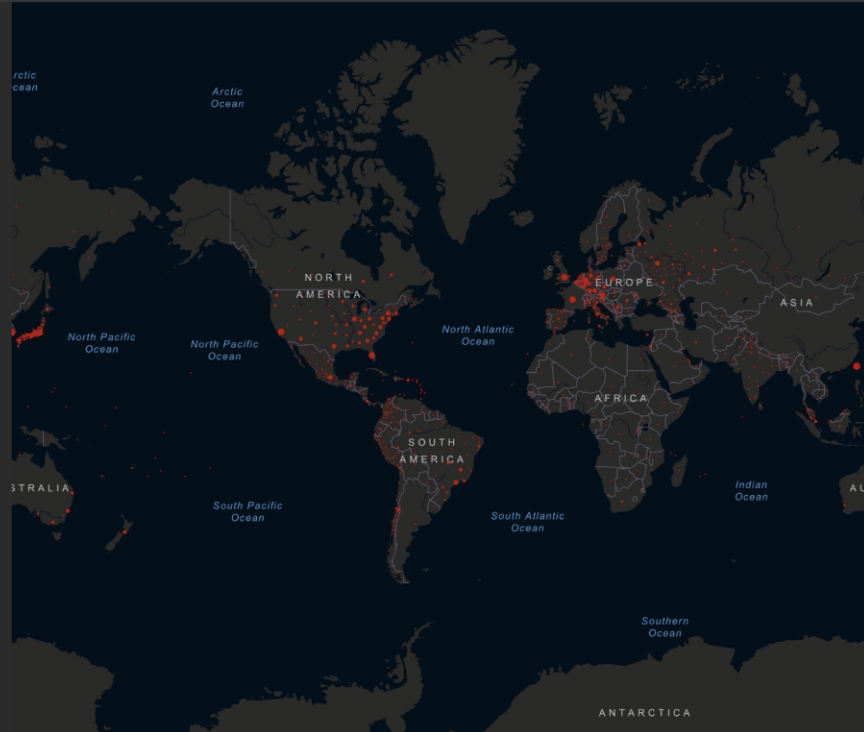 rctic
cean
Arctic
Ocean
NORTH
AMERICA
EUROPE
ASIA
North Pacific
Ocean
North Pacific
Ocean
North Atlantic
Ocean
AFRICA
SOUTH
AMERICA
STRALIA
South Pacific
Ocean
South Atlantic
Ocean
Indian
Ocean
AU
Southern
Ocean
ANTARCTICA